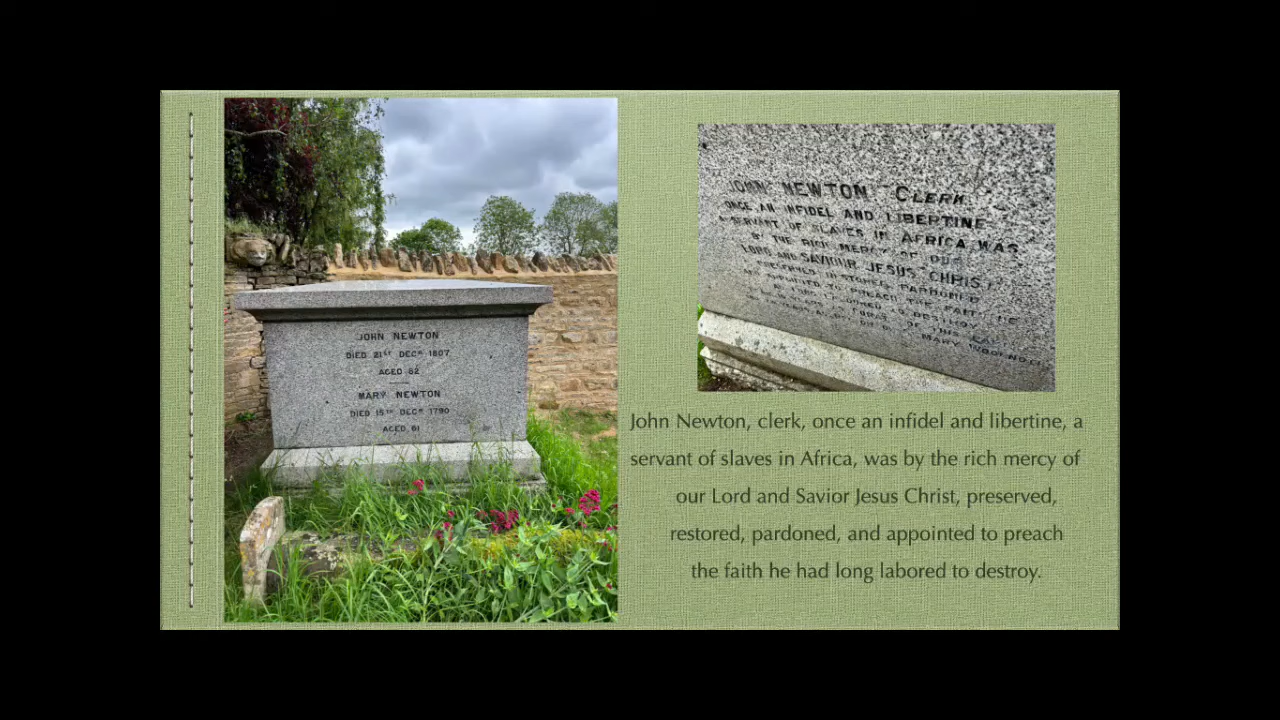 JOHN NEWTON
DIED 21ST DECR 1807
AGED 82
MARY NEWTON
DIED 15TH DECR 1790
AGED 61
JOHN NEWTON CLERK
ONCE AN INFIDEL AND LIBERTINE
A SERVANT OF SLAVES IN AFRICA WAS
BY THE RICH MERCY OF OUR
LORD AND SAVIOUR JESUS CHRIST
PARDONED
MARY
John Newton, clerk, once an infidel and libertine, a
servant of slaves in Africa, was by the rich mercy of
our Lord and Savior Jesus Christ, preserved,
restored, pardoned, and appointed to preach
the faith he had long labored to destroy.